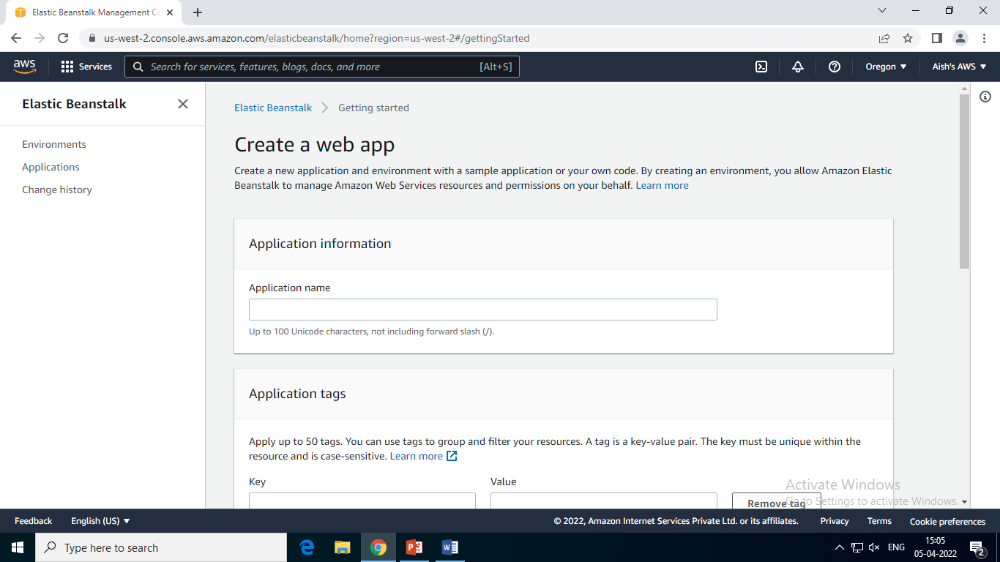 Elastic Beanstalk Management Co
us-west-2.console.aws.amazon.com/elasticbeanstalk/home?region=us-west-2#/gettingStarted
aws
Services
Search for services, features, blogs, docs, and more
[Alt+S]
Oregon
Aish's AWS
Elastic Beanstalk
Environments
Applications
Change history
Elastic Beanstalk
Getting started
Create a web app
Create a new application and environment with a sample application or your own code. By creating an environment, you allow Amazon Elastic
Beanstalk to manage Amazon Web Services resources and permissions on your behalf. Learn more
Application information
Application name
Up to 100 Unicode characters, not including forward slash (/).
Application tags
Apply up to 50 tags. You can use tags to group and filter your resources. A tag is a key-value pair. The key must be unique within the
resource and is case-sensitive. Learn more
Key
Value
Remove tag
Activate Windows
Go to Settings to activate Windows.
Feedback
English (US)
© 2022, Amazon Internet Services Private Ltd. or its affiliates.
Privacy
Terms
Cookie preferences
Type here to search
ENG
15:05
05-04-2022
2